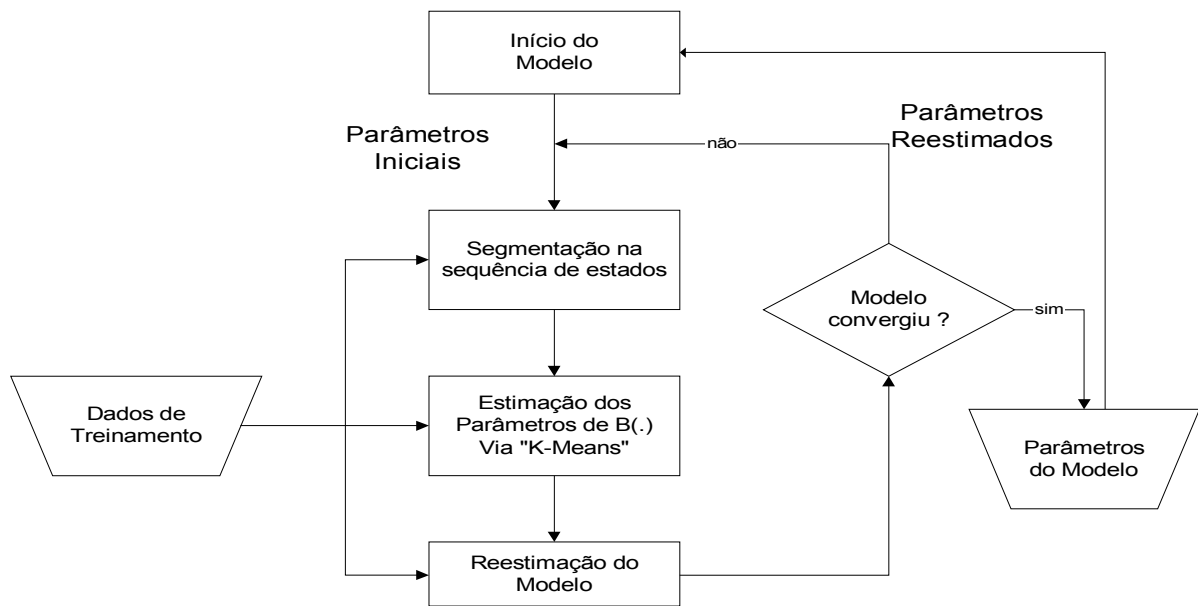 Início do
Modelo
Parâmetros
Iniciais
não
Parâmetros
Reestimados
Segmentação na
sequência de estados
Modelo
convergiu ?
sim
Dados de
Treinamento
Estimação dos
Parâmetros de B(.)
Via "K-Means"
Parâmetros
do Modelo
Reestimação do
Modelo